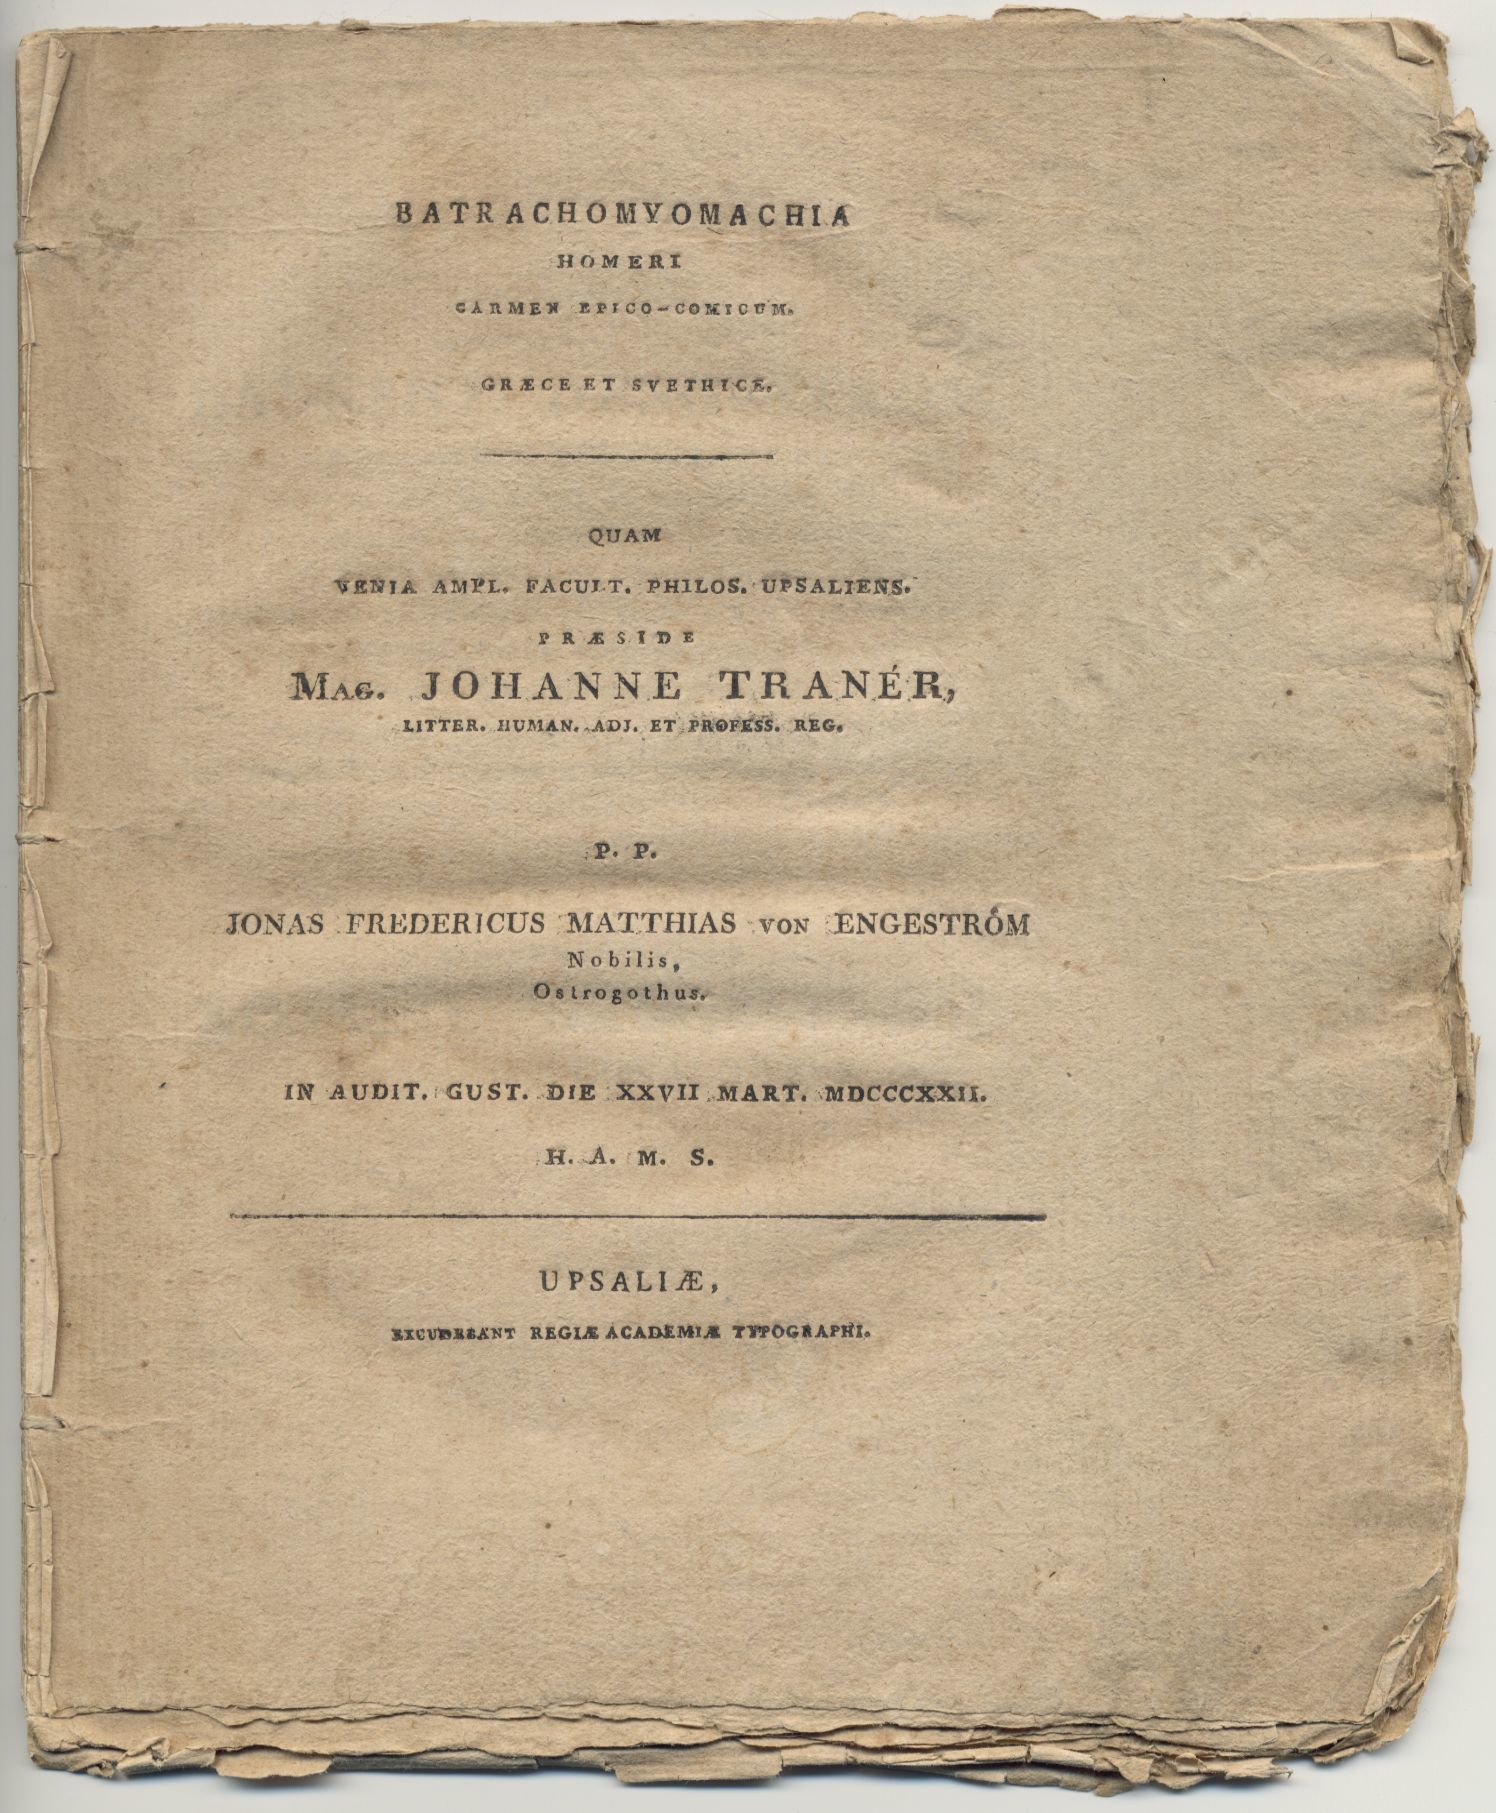 BATRACHOMYOMACHIA
HOMERI
CARMEN EPICO-COMICUM.
GRÆCE ET SVETHICE.
QUAM
VENIA AMPL. FACULT. PHILOS. UPSALIENS.
PRÆSIDE
MAG. JOHANNE TRANÉR,
LITTER. HUMAN. ADJ. ET PROFESS. REG.
P. P.
JONAS FREDERICUS MATTHIAS VON ENGESTRÖM
Nobilis,
Ostrogothus.
IN AUDIT. GUST. DIE XXVII MART. MDCCCXXII.
H. A. M. S.
UPSALIÆ,
EXCUDEBANT REGIÆ ACADEMIÆ TYPOGRAPHI.